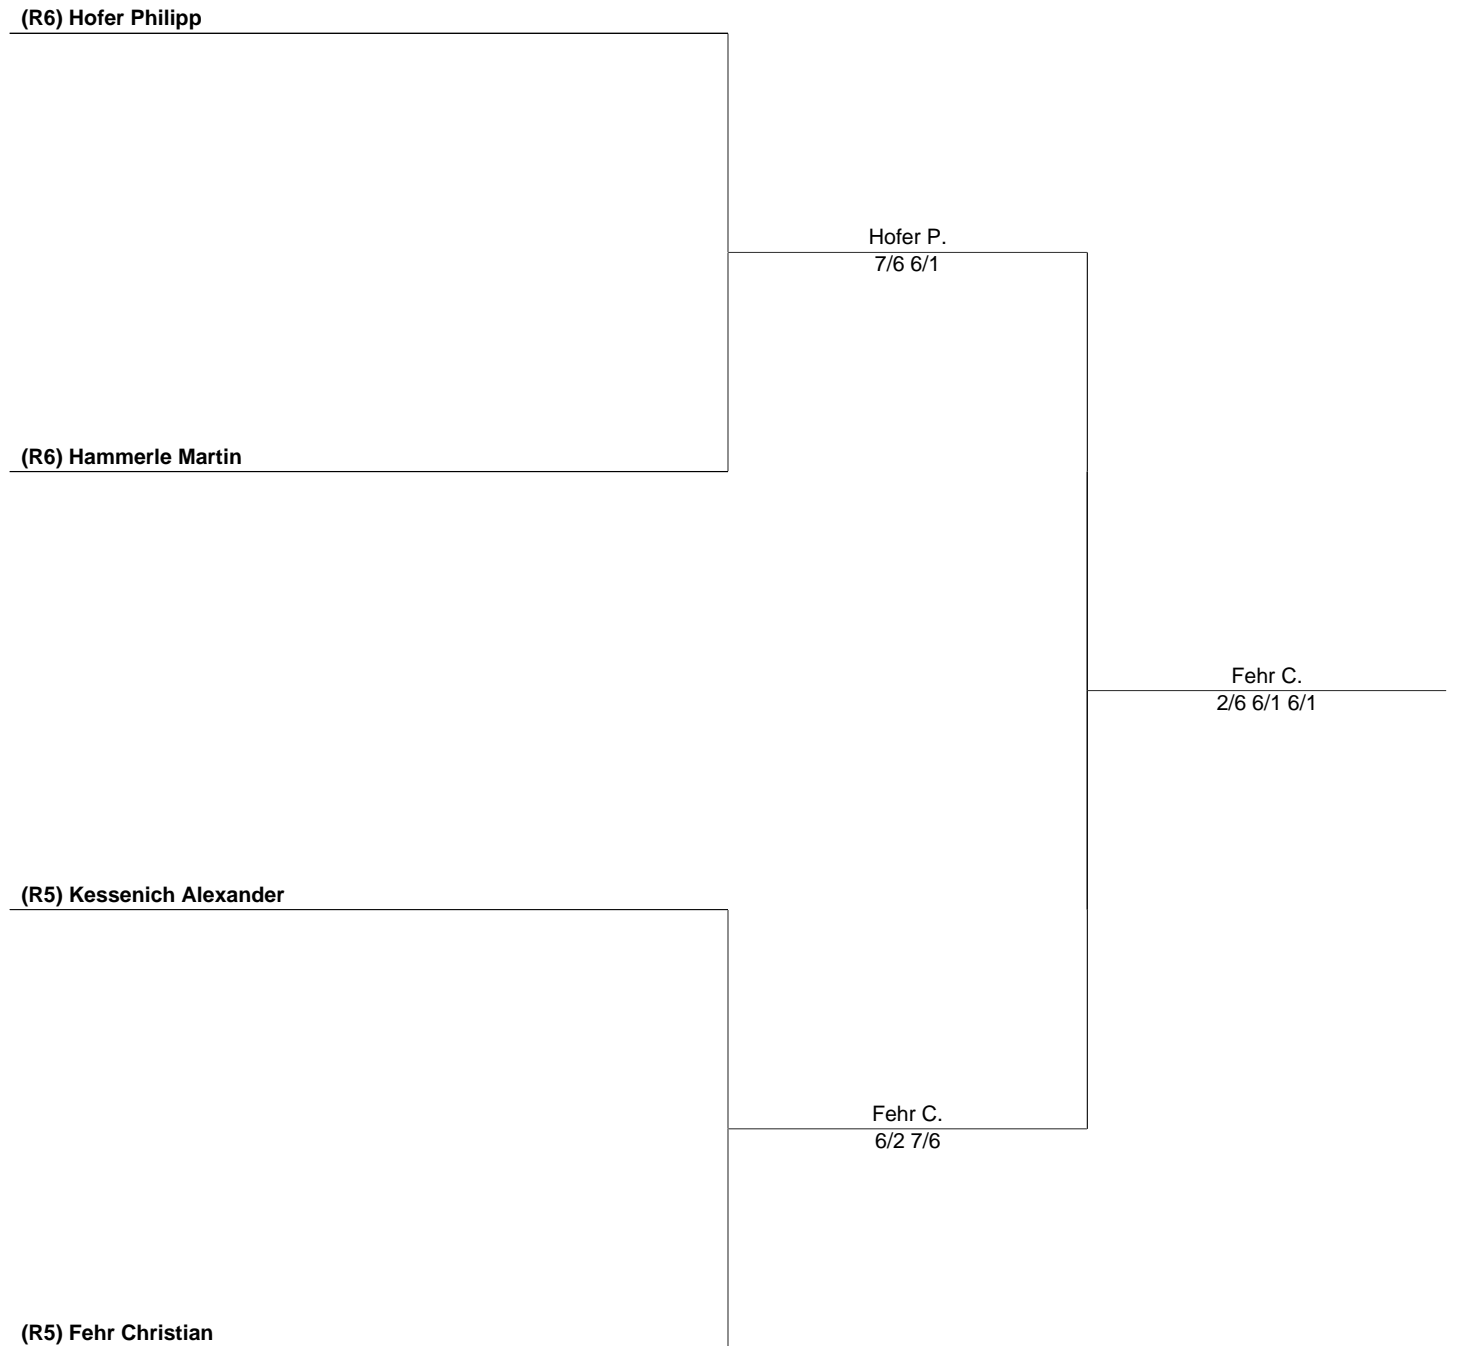 (R6) Hofer Philipp
Hofer P.
7/6 6/1
(R6) Hammerle Martin
Fehr C.
2/6 6/1 6/1
(R5) Kessenich Alexander
Fehr C.
6/2 7/6
(R5) Fehr Christian